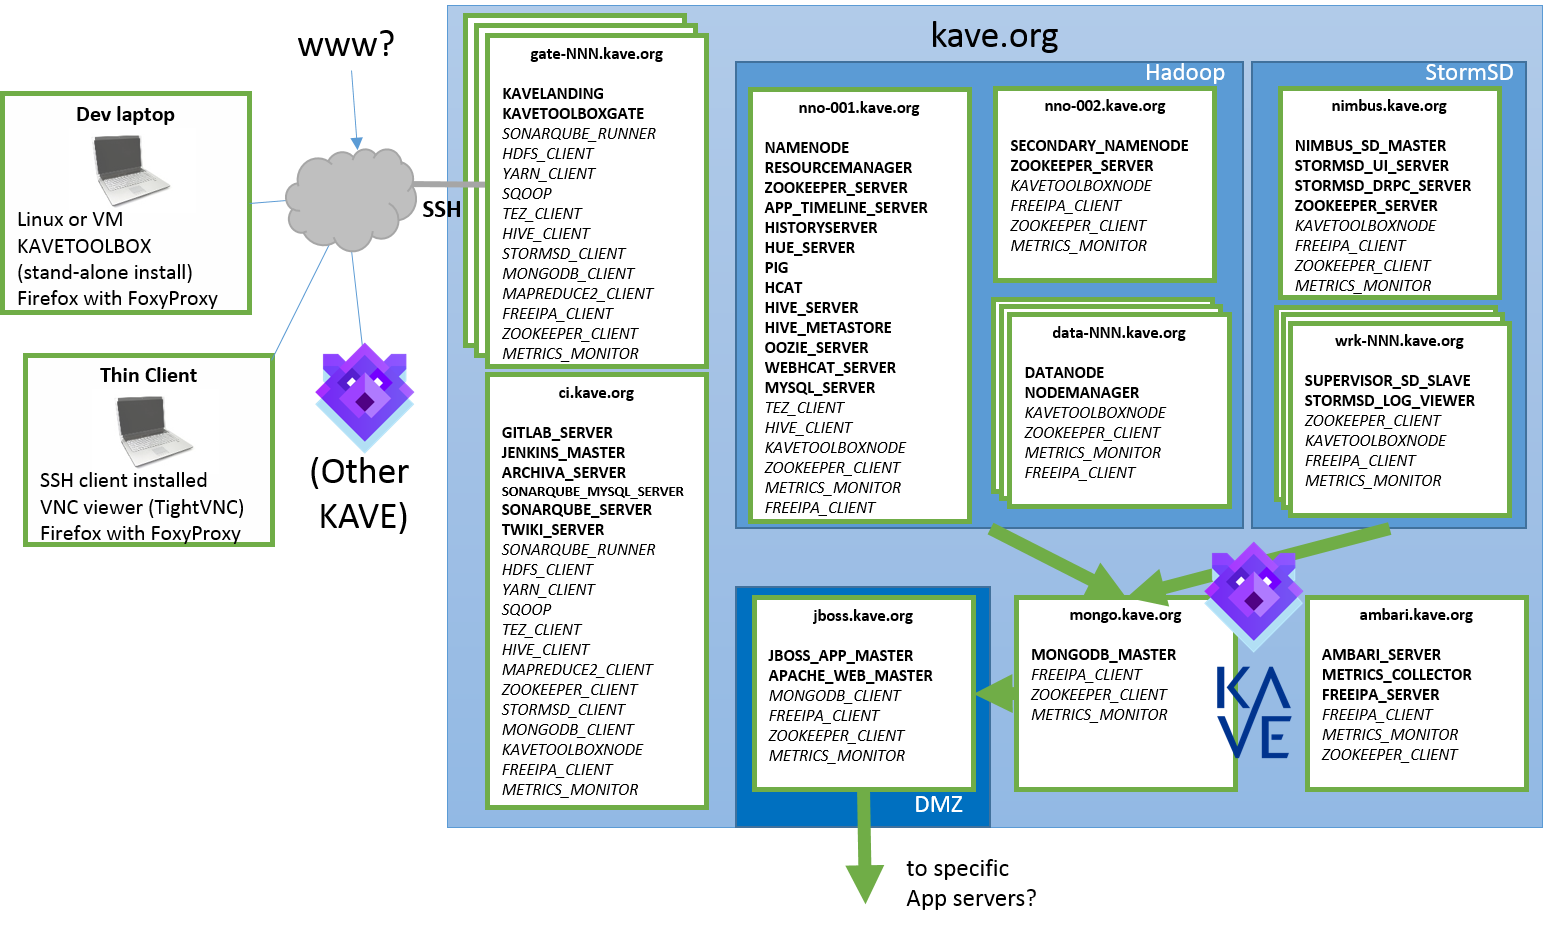 www?
Dev laptop
Linux or VM
KAVETOOLBOX
(stand-alone install)
Firefox with FoxyProxy
Thin Client
SSH client installed
VNC viewer (TightVNC)
Firefox with FoxyProxy
(Other
KAVE)
SSH
kave.org
gate-NNN.kave.org
KAVELANDING
KAVETOOLBOXGATE
SONARQUBE_RUNNER
HDFS_CLIENT
YARN_CLIENT
SQOOP
TEZ_CLIENT
HIVE_CLIENT
STORMSD_CLIENT
MONGODB_CLIENT
MAPREDUCE2_CLIENT
FREEIPA_CLIENT
ZOOKEEPER_CLIENT
METRICS_MONITOR
ci.kave.org
GITLAB_SERVER
JENKINS_MASTER
ARCHIVA_SERVER
SONARQUBE_MYSQL_SERVER
SONARQUBE_SERVER
TWIKI_SERVER
SONARQUBE_RUNNER
HDFS_CLIENT
YARN_CLIENT
SQOOP
TEZ_CLIENT
HIVE_CLIENT
MAPREDUCE2_CLIENT
ZOOKEEPER_CLIENT
STORMSD_CLIENT
MONGODB_CLIENT
KAVETOOLBOXNODE
FREEIPA_CLIENT
METRICS_MONITOR
Hadoop
nno-001.kave.org
NAMENODE
RESOURCEMANAGER
ZOOKEEPER_SERVER
APP_TIMELINE_SERVER
HISTORYSERVER
HUE_SERVER
PIG
HCAT
HIVE_SERVER
HIVE_METASTORE
OOZIE_SERVER
WEBHCAT_SERVER
MYSQL_SERVER
TEZ_CLIENT
HIVE_CLIENT
KAVETOOLBOXNODE
ZOOKEEPER_CLIENT
METRICS_MONITOR
FREEIPA_CLIENT
nno-002.kave.org
SECONDARY_NAMENODE
ZOOKEEPER_SERVER
KAVETOOLBOXNODE
FREEIPA_CLIENT
ZOOKEEPER_CLIENT
METRICS_MONITOR
data-NNN.kave.org
DATANODE
NODEMANAGER
KAVETOOLBOXNODE
ZOOKEEPER_CLIENT
METRICS_MONITOR
FREEIPA_CLIENT
StormSD
nimbus.kave.org
NIMBUS_SD_MASTER
STORMSD_UI_SERVER
STORMSD_DRPC_SERVER
ZOOKEEPER_SERVER
KAVETOOLBOXNODE
FREEIPA_CLIENT
ZOOKEEPER_CLIENT
METRICS_MONITOR
wrk-NNN.kave.org
SUPERVISOR_SD_SLAVE
STORMSD_LOG_VIEWER
ZOOKEEPER_CLIENT
KAVETOOLBOXNODE
FREEIPA_CLIENT
METRICS_MONITOR
jboss.kave.org
JBOSS_APP_MASTER
APACHE_WEB_MASTER
MONGODB_CLIENT
FREEIPA_CLIENT
ZOOKEEPER_CLIENT
METRICS_MONITOR
DMZ
mongo.kave.org
MONGODB_MASTER
FREEIPA_CLIENT
ZOOKEEPER_CLIENT
METRICS_MONITOR
KA
VE
ambari.kave.org
AMBARI_SERVER
METRICS_COLLECTOR
FREEIPA_SERVER
FREEIPA_CLIENT
METRICS_MONITOR
ZOOKEEPER_CLIENT
to specific
App servers?